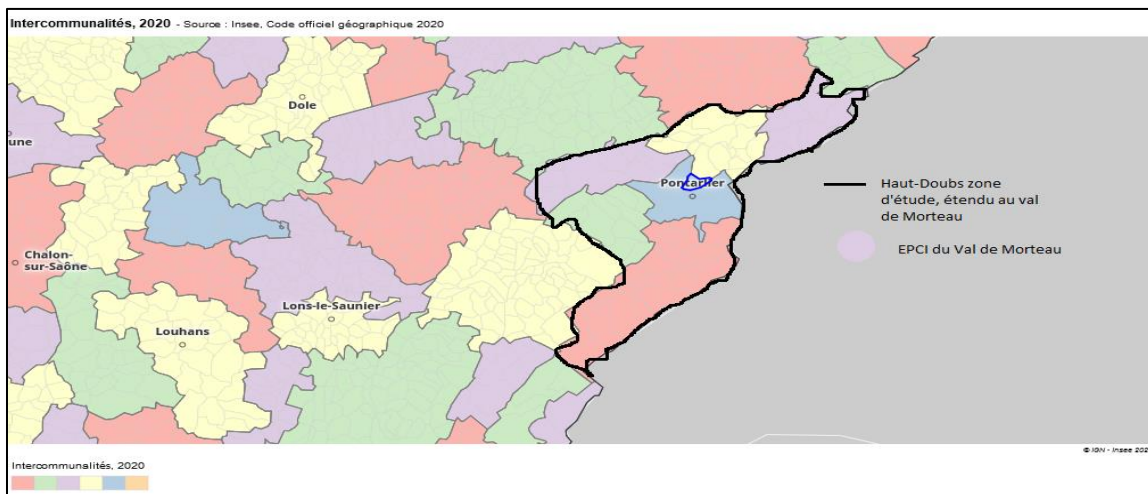 Intercommunalités, 2020 - Source : Insee, Code officiel géographique 2020
Dole
une
Pontarlier
Haut-Doubs zone
d'étude, étendu au val
de Morteau
EPCI du Val de Morteau
Chalon-
sur-Saône
Lons-le-Saunier
Louhans
© IGN - Insee 202
Intercommunalités, 2020